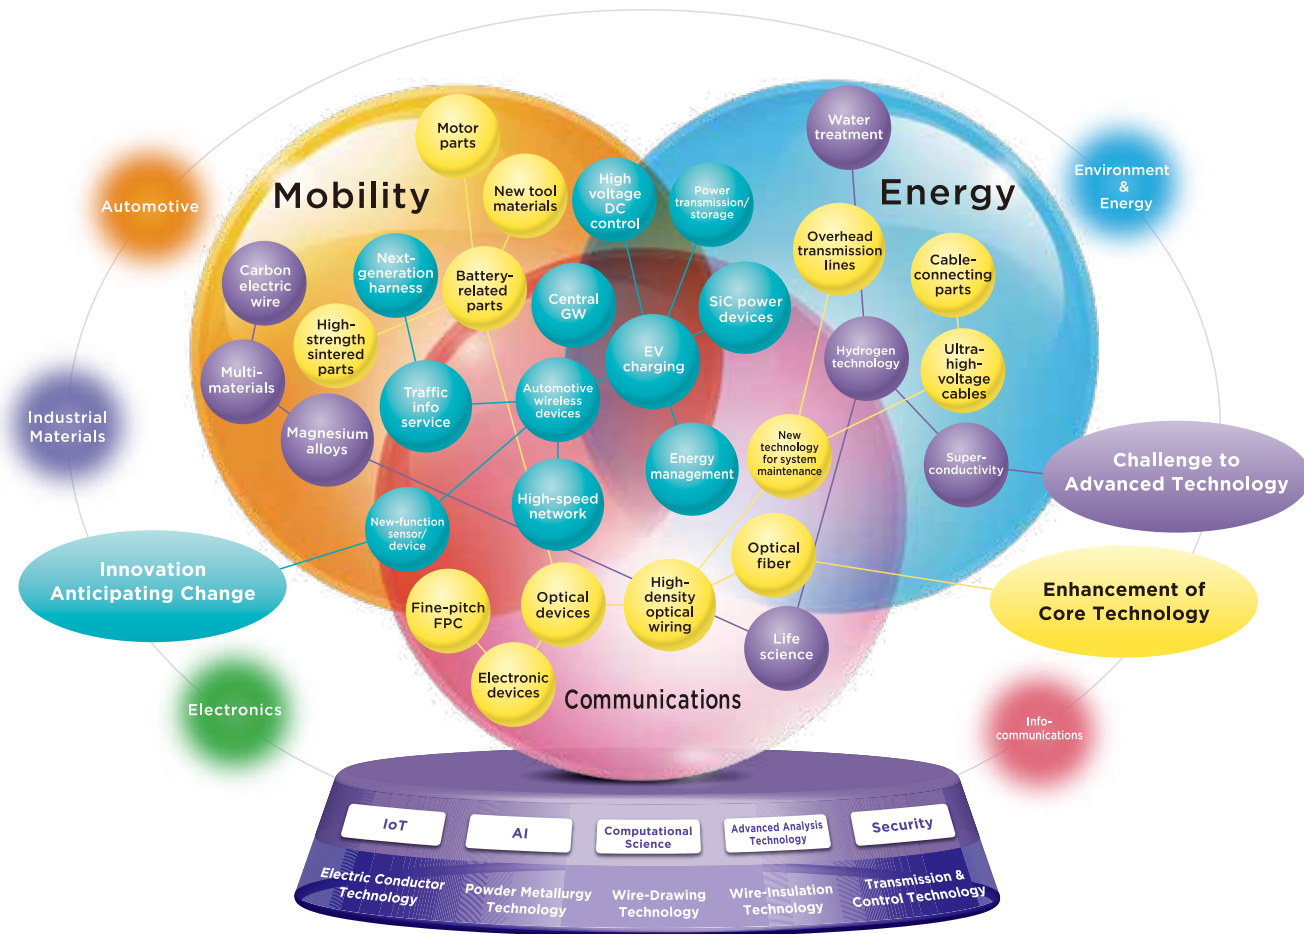 Motor
parts
Water
treatment
Mobility
New tool
materials
High
voltage
DC
control
Power
transmission/
storage
Energy
Environment
&
Energy
Automotive
Carbon
electric
wire
Next-
generation
harness
Battery-
related
parts
Central
GW
SiC power
devices
Overhead
transmission
lines
Cable-
connecting
parts
High-
strength
sintered
parts
EV
charging
Hydrogen
technology
Ultra-
high-
voltage
cables
Multi-
materials
Traffic
info
service
Automotive
wireless
devices
Industrial
Materials
Magnesium
alloys
Energy
management
New
technology
for system
maintenance
Super-
conductivity
Challenge to
Advanced Technology
High-speed
network
New-function
sensor/
device
Optical
fiber
Innovation
Anticipating Change
Enhancement of
Core Technology
Fine-pitch
FPC
Optical
devices
High-
density
optical
wiring
Life
science
Electronic
devices
Communications
Electronics
Info-
communications
IoT
AI
Computational
Science
Advanced Analysis
Technology
Security
Electric Conductor
Technology
Powder Metallurgy
Technology
Wire-Drawing
Technology
Wire-Insulation
Technology
Transmission &
Control Technology